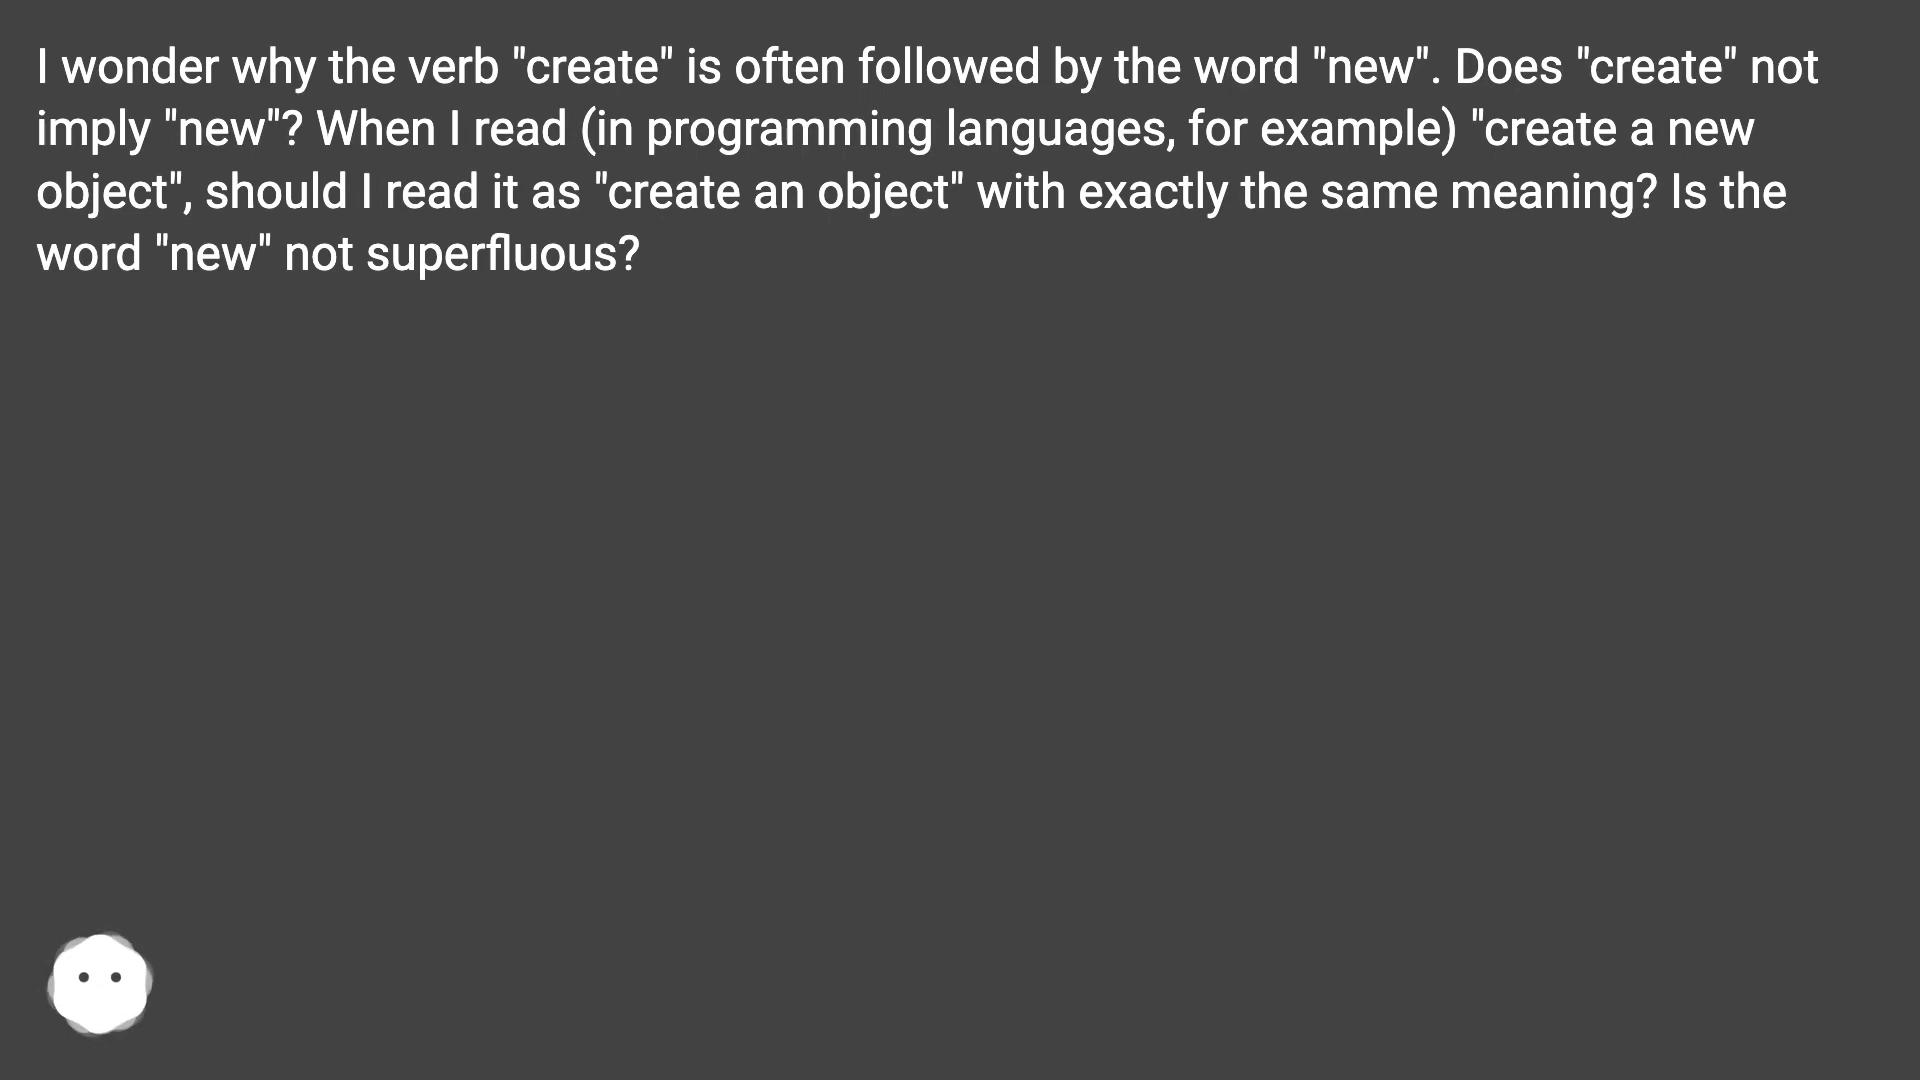 I wonder why the verb "create" is often followed by the word "new". Does "create" not
imply "new"? When I read (in programming languages, for example) "create a new
object", should I read it as "create an object" with exactly the same meaning? Is the
word "new" not superfluous?